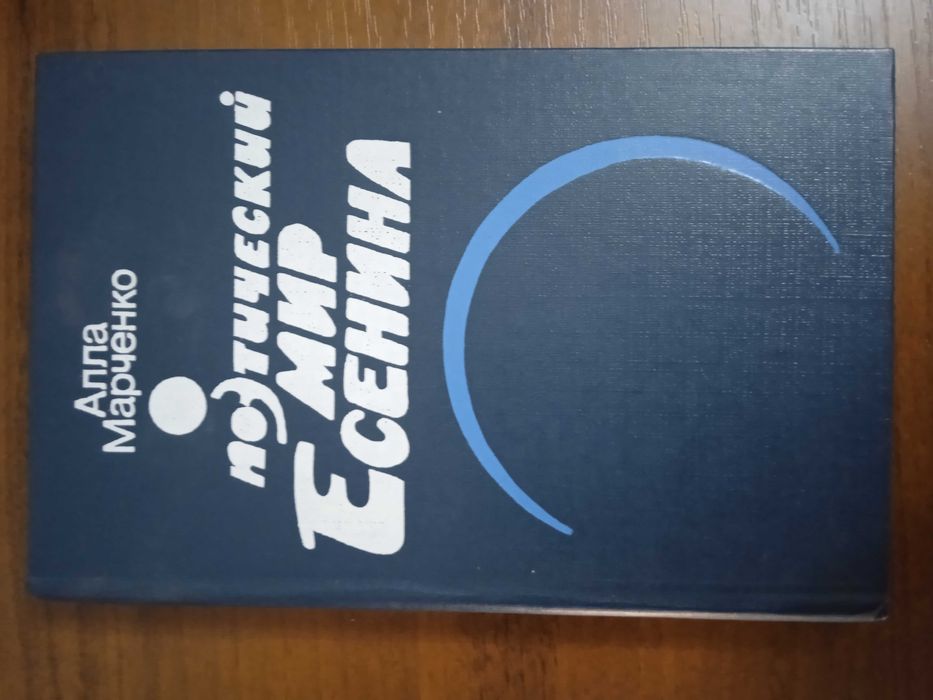 Алла
Марченко
поэтический
мир
Есенина